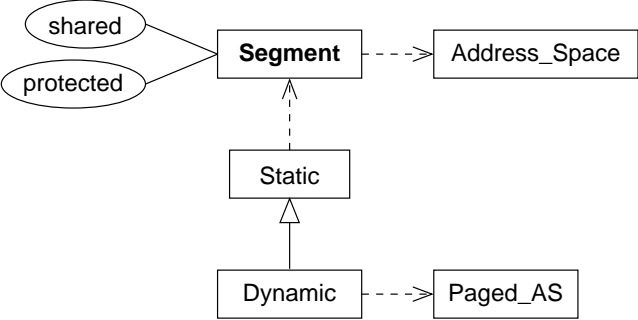 shared
Segment
Address_Space
protected
Static
Dynamic
Paged_AS